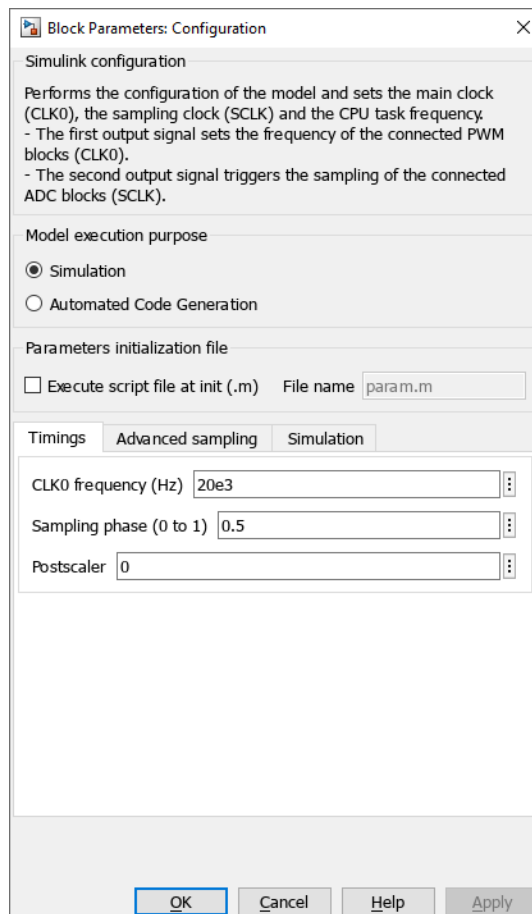 Block Parameters: Configuration
Simulink configuration
Performs the configuration of the model and sets the main clock
(CLK0), the sampling clock (SCLK) and the CPU task frequency.
- The first output signal sets the frequency of the connected PWM
blocks (CLK0).
- The second output signal triggers the sampling of the connected
ADC blocks (SCLK).
Model execution purpose
Simulation
Automated Code Generation
Parameters initialization file
Execute script file at init (.m) File name param.m
Timings Advanced sampling Simulation
CLK0 frequency (Hz) 20e3
Sampling phase (0 to 1) 0.5
Postscaler 0
OK Cancel Help Apply